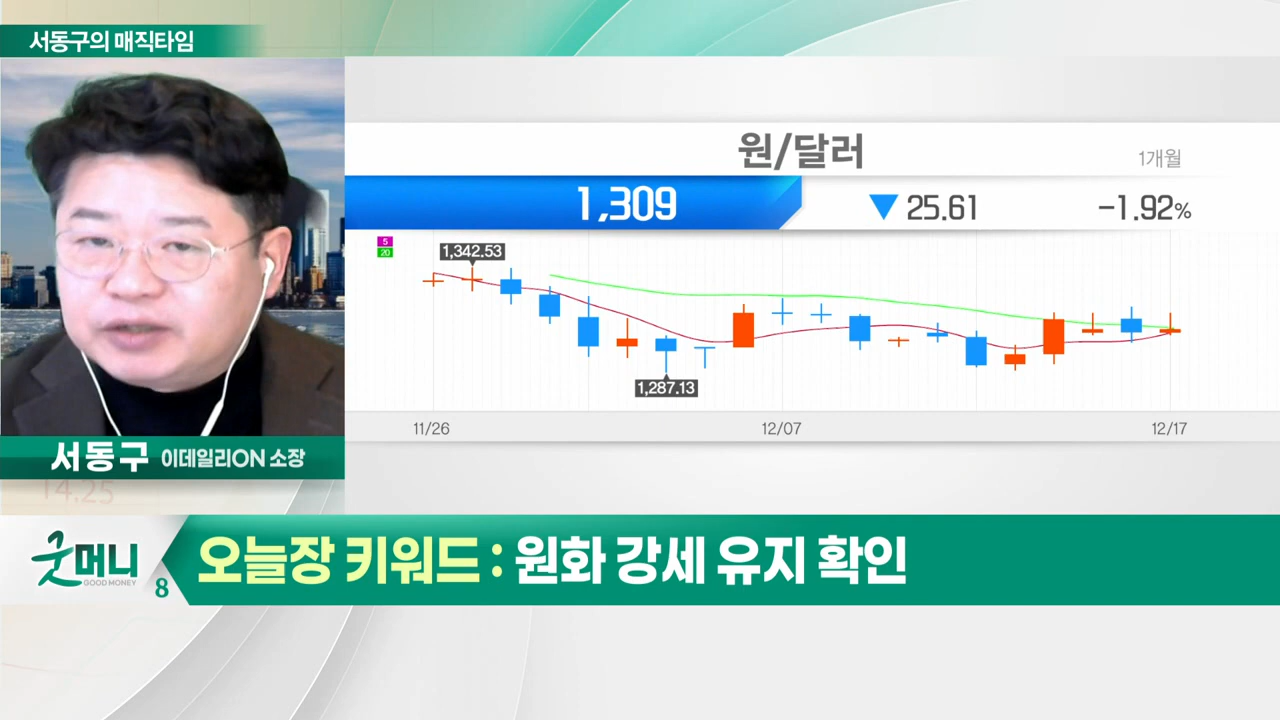 서동구의 매직타임
원/달러
1개월
1,309 ▼25.61 -1.92%
5
20
1,342.53
1,287.13
11/26 12/07 12/17
서동구 이데일리ON 소장
14.25
굿머니
GOOD MONEY
8
오늘장 키워드 : 원화 강세 유지 확인